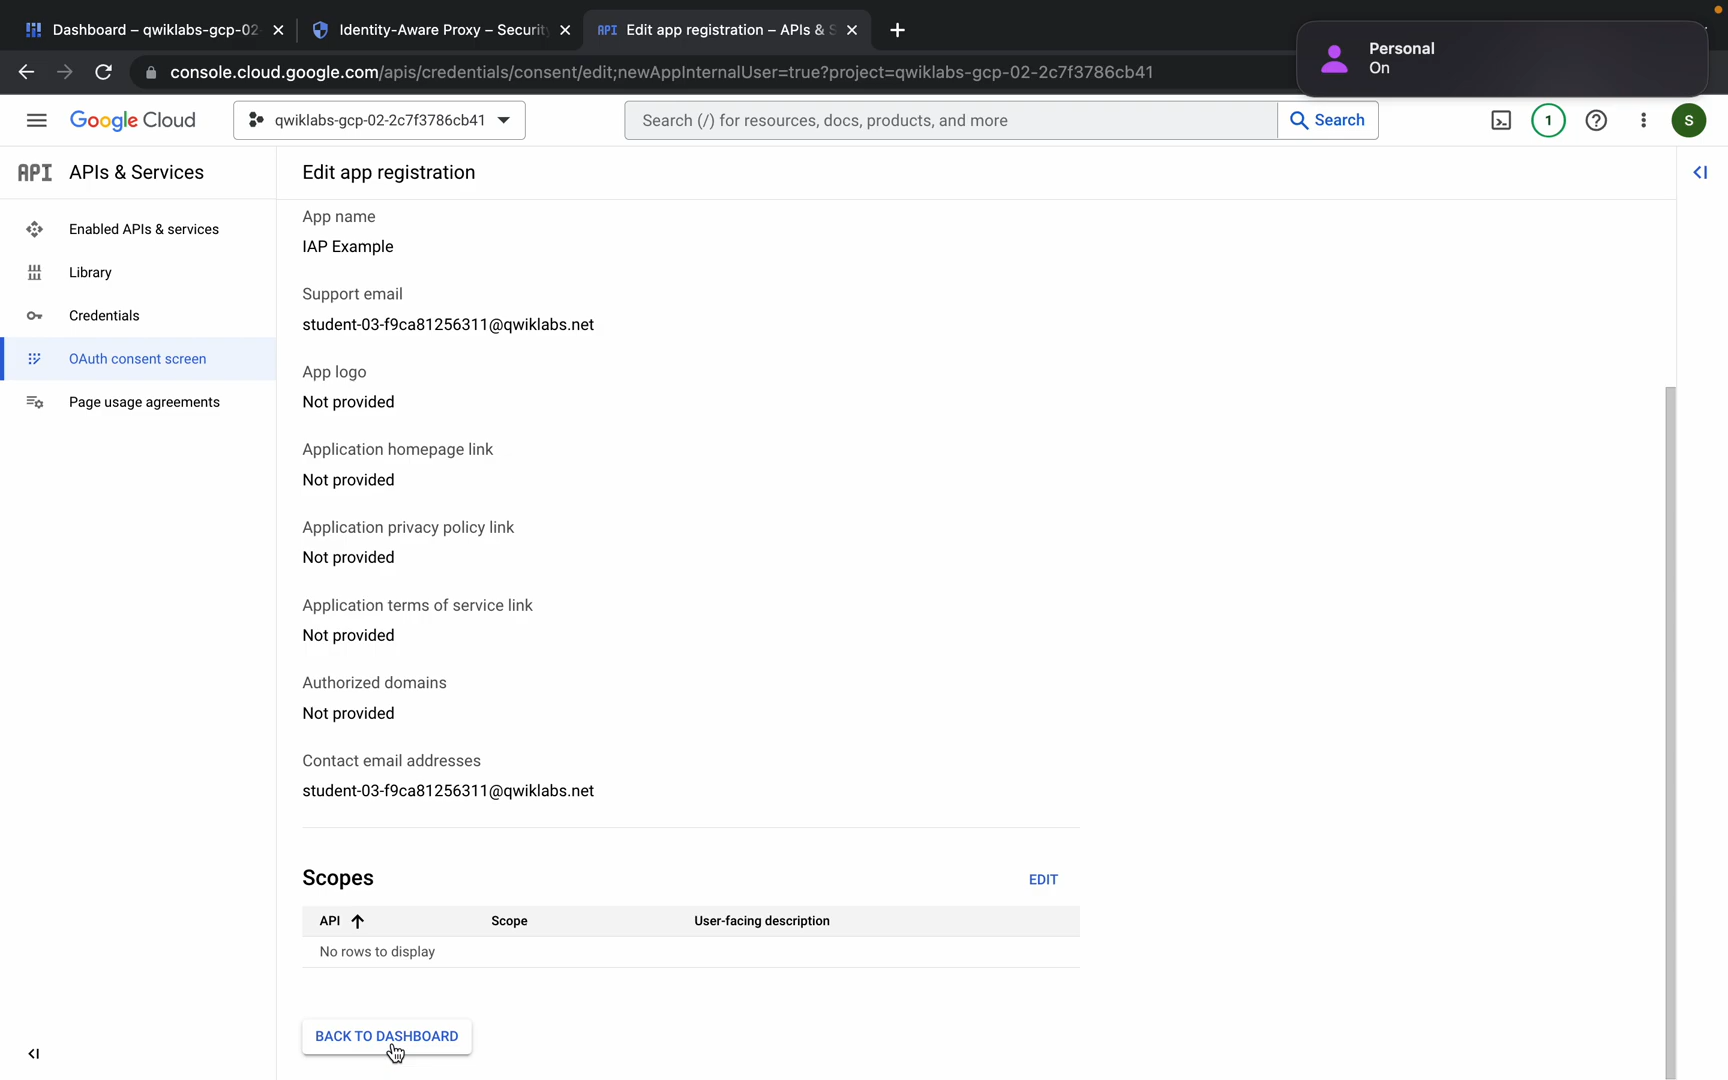 Dashboard – qwiklabs-gcp-02
Identity-Aware Proxy – Securit
API Edit app registration – APIs & S
Personal
On
console.cloud.google.com/apis/credentials/consent/edit;newAppInternalUser=true?project=qwiklabs-gcp-02-2c7f3786cb41
Google Cloud
qwiklabs-gcp-02-2c7f3786cb41
Search (/) for resources, docs, products, and more
Search
1
S
API APIs & Services
Edit app registration
Enabled APIs & services
Library
Credentials
OAuth consent screen
Page usage agreements
App name
IAP Example
Support email
student-03-f9ca81256311@qwiklabs.net
App logo
Not provided
Application homepage link
Not provided
Application privacy policy link
Not provided
Application terms of service link
Not provided
Authorized domains
Not provided
Contact email addresses
student-03-f9ca81256311@qwiklabs.net
Scopes
EDIT
API Scope User-facing description
No rows to display
BACK TO DASHBOARD